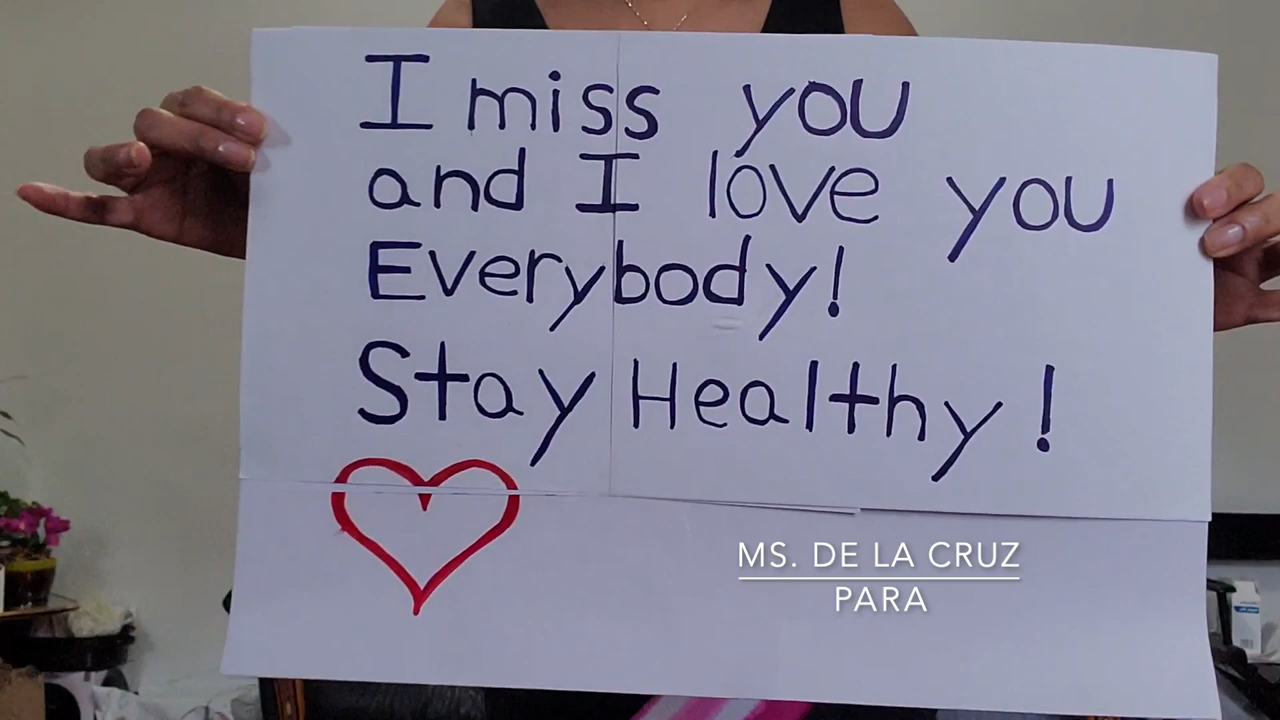 I miss you
and I love you
Everybody!
Stay Healthy!
MS. DE LA CRUZ
PARA